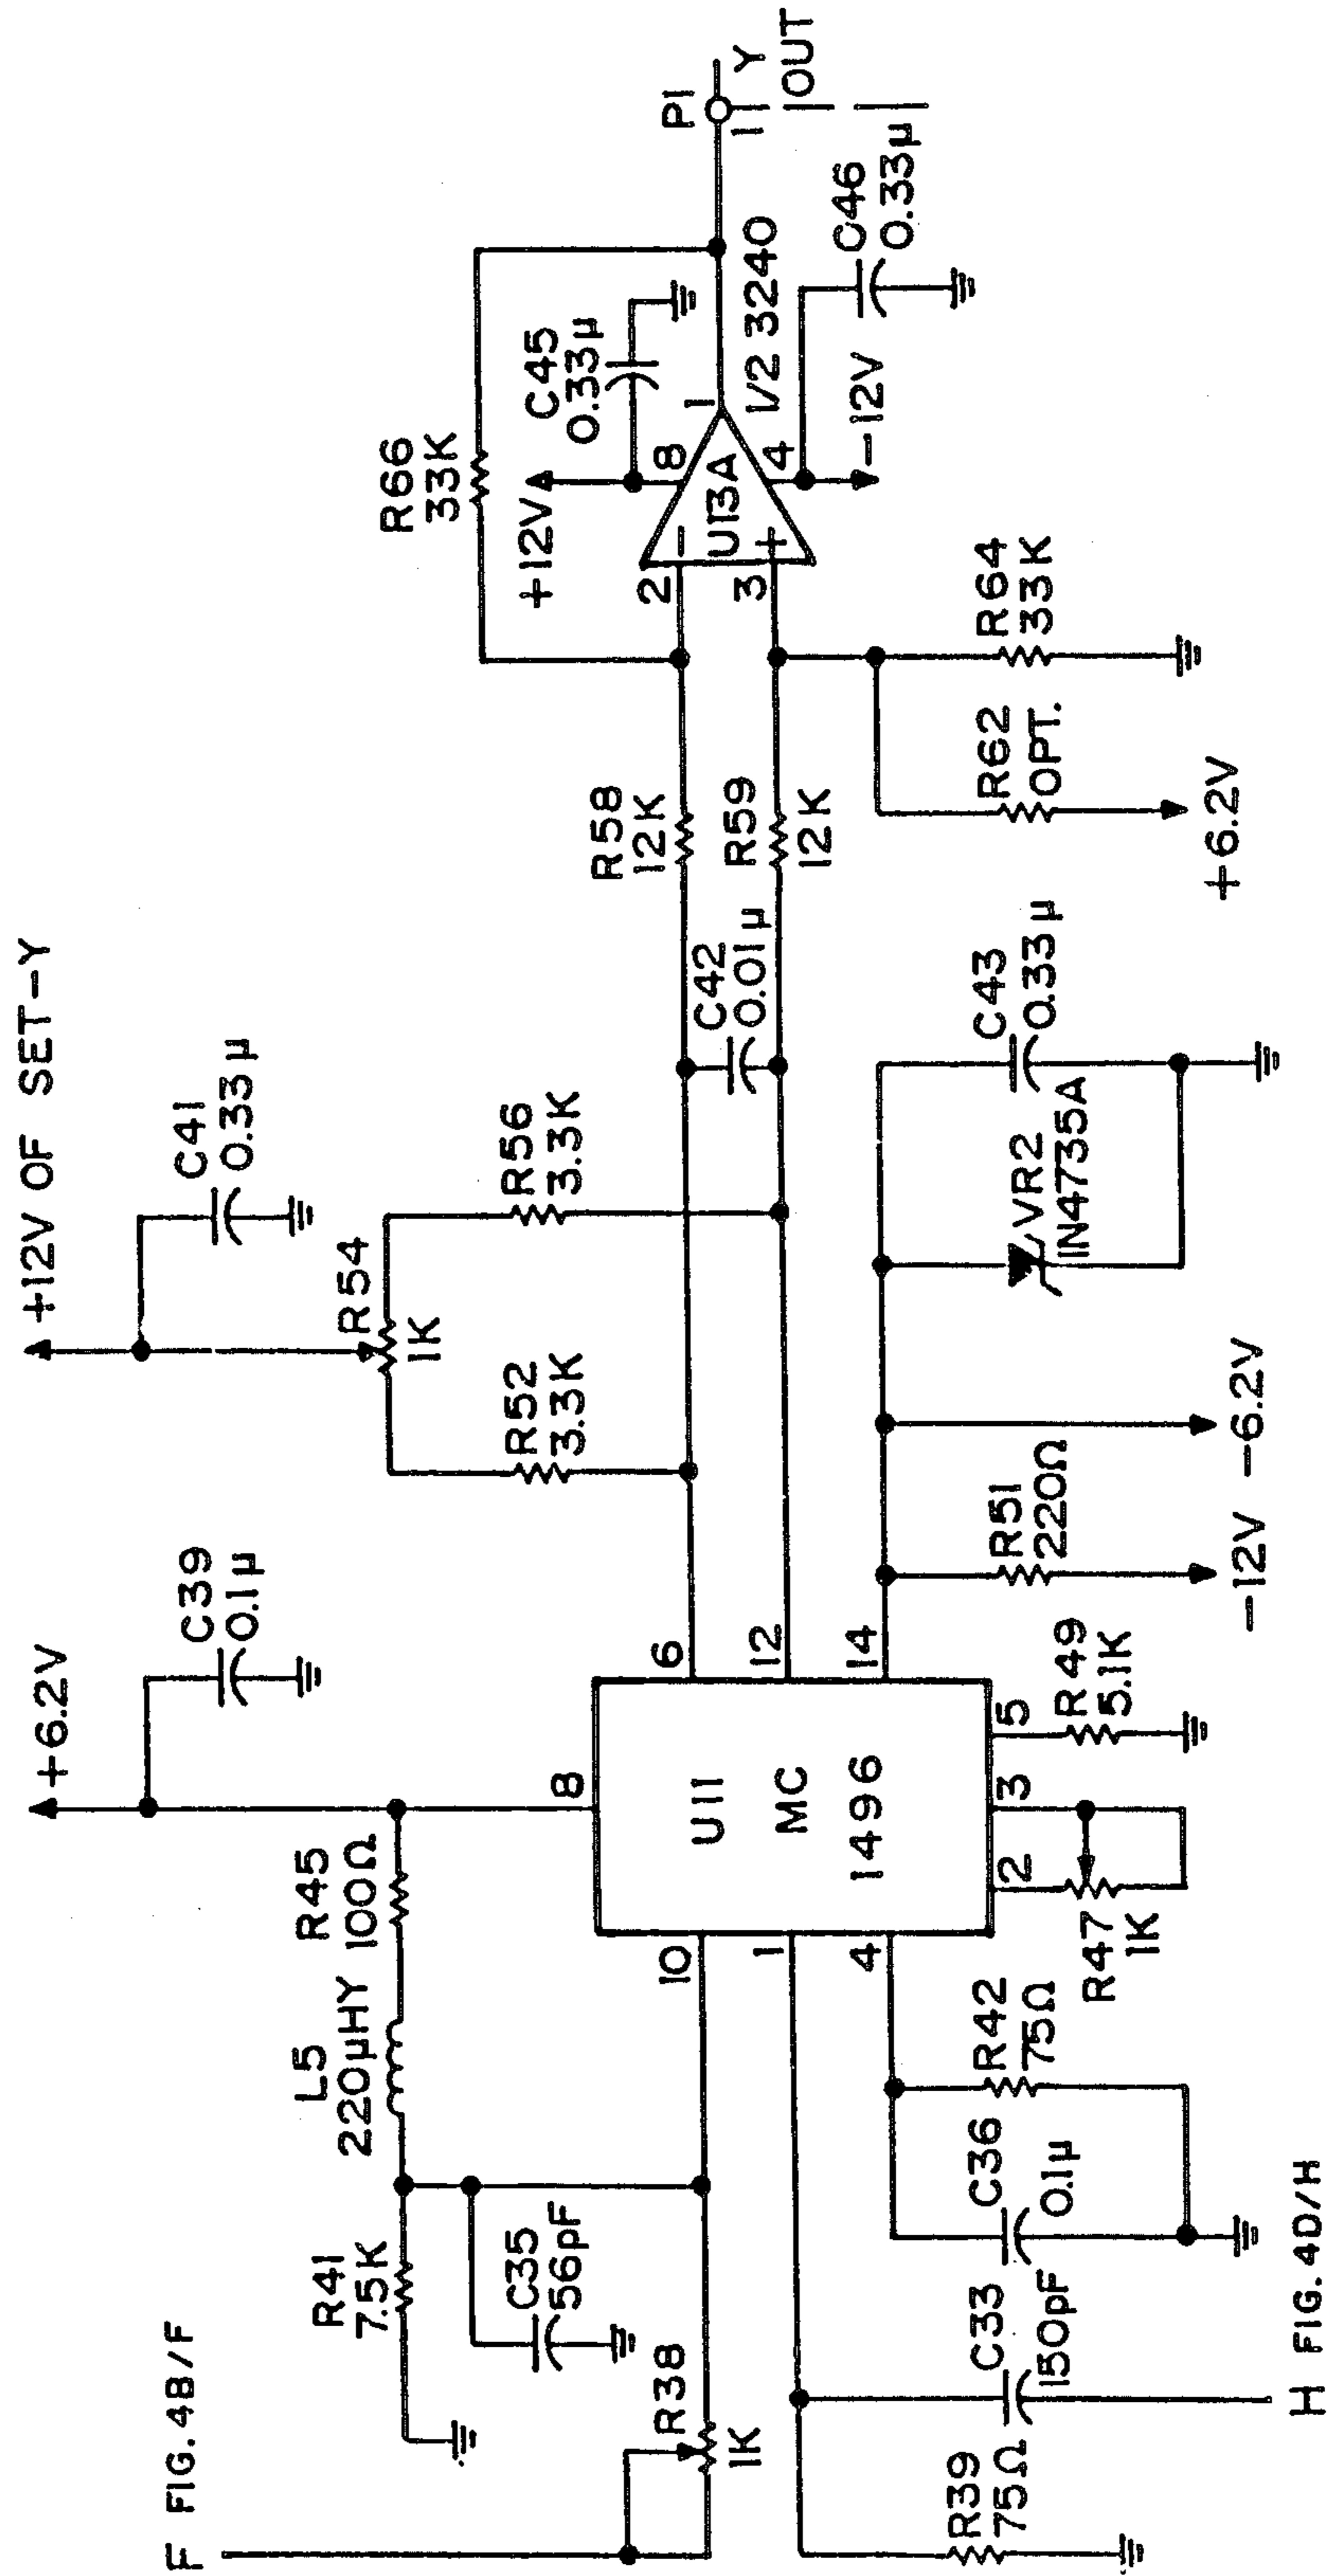 F FIG. 4B/F
R41
7.5K
C35
56pF
R38
1K
R39
75Ω
C33
150pF
H FIG. 4D/H
C36
0.1μ
R42
75Ω
L5
220μHY
R45
100Ω
+6.2V
C39
0.1μ
10
1
4
8
U11
MC
1496
2
3
5
6
12
14
R47
1K
R49
5.1K
+12V OF SET-Y
C41
0.33μ
R54
1K
R52
3.3K
R56
3.3K
R51
220Ω
-12V
-6.2V
VR2
1N4735A
C43
0.33μ
C42
0.01μ
R58
12K
R59
12K
R62
OPT.
+6.2V
R64
33K
R66
33K
+12V
C45
0.33μ
2
3
8
4
1
-
+
U13A
1/2 3240
-12V
C46
0.33μ
P1
1
Y
OUT